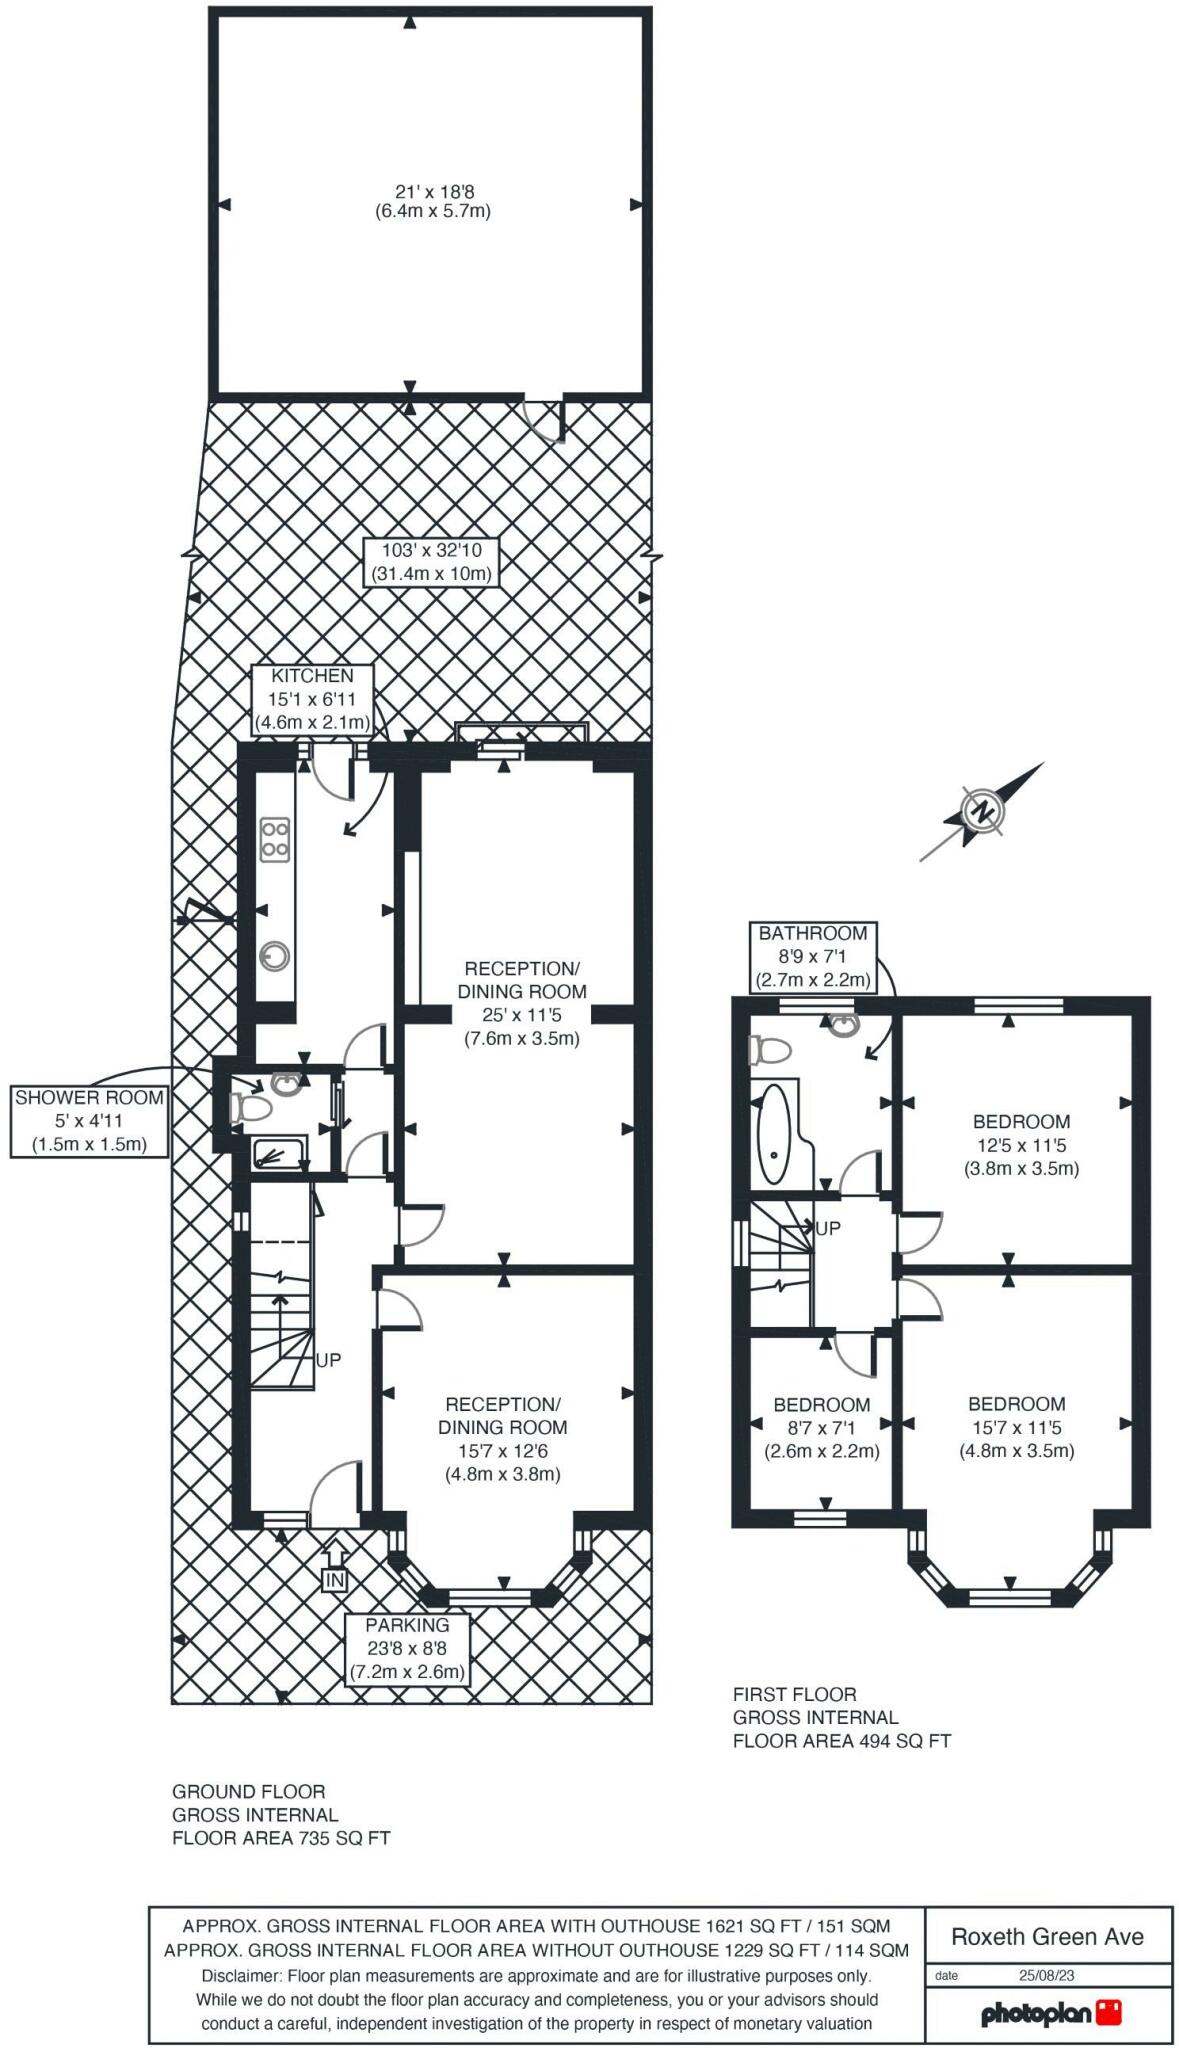 21' x 18'8
(6.4m x 5.7m)
103' x 32'10
(31.4m x 10m)
KITCHEN
15'1 x 6'11
(4.6m x 2.1m)
N
RECEPTION/
DINING ROOM
25' x 11'5
(7.6m x 3.5m)
SHOWER ROOM
5' x 4'11
(1.5m x 1.5m)
UP
RECEPTION/
DINING ROOM
15'7 x 12'6
(4.8m x 3.8m)
IN
PARKING
23'8 x 8'8
(7.2m x 2.6m)
BATHROOM
8'9 x 7'1
(2.7m x 2.2m)
BEDROOM
12'5 x 11'5
(3.8m x 3.5m)
UP
BEDROOM
8'7 x 7'1
(2.6m x 2.2m)
BEDROOM
15'7 x 11'5
(4.8m x 3.5m)
FIRST FLOOR
GROSS INTERNAL
FLOOR AREA 494 SQ FT
GROUND FLOOR
GROSS INTERNAL
FLOOR AREA 735 SQ FT
APPROX. GROSS INTERNAL FLOOR AREA WITH OUTHOUSE 1621 SQ FT / 151 SQM
APPROX. GROSS INTERNAL FLOOR AREA WITHOUT OUTHOUSE 1229 SQ FT / 114 SQM
Disclaimer: Floor plan measurements are approximate and are for illustrative purposes only.
While we do not doubt the floor plan accuracy and completeness, you or your advisors should
conduct a careful, independent investigation of the property in respect of monetary valuation
Roxeth Green Ave
date 25/08/23
photoplan